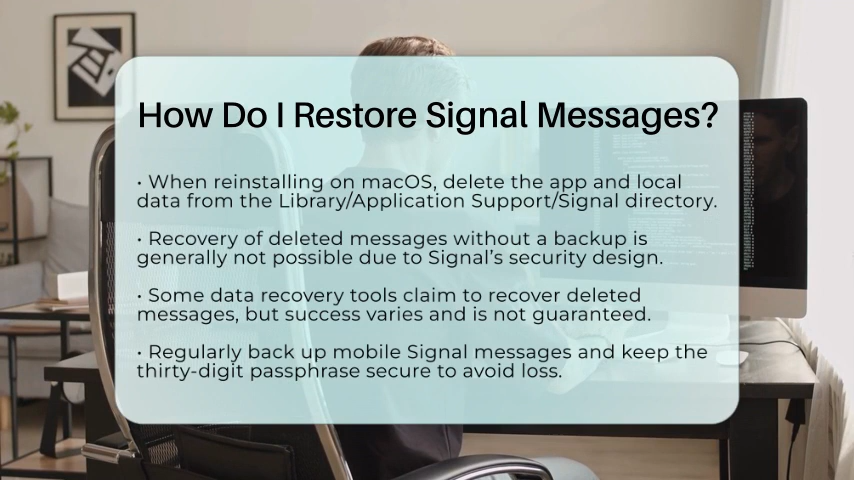 How Do I Restore Signal Messages?
• When reinstalling on macOS, delete the app and local
data from the Library/Application Support/Signal directory.
• Recovery of deleted messages without a backup is
generally not possible due to Signal’s security design.
• Some data recovery tools claim to recover deleted
messages, but success varies and is not guaranteed.
• Regularly back up mobile Signal messages and keep the
thirty-digit passphrase secure to avoid loss.